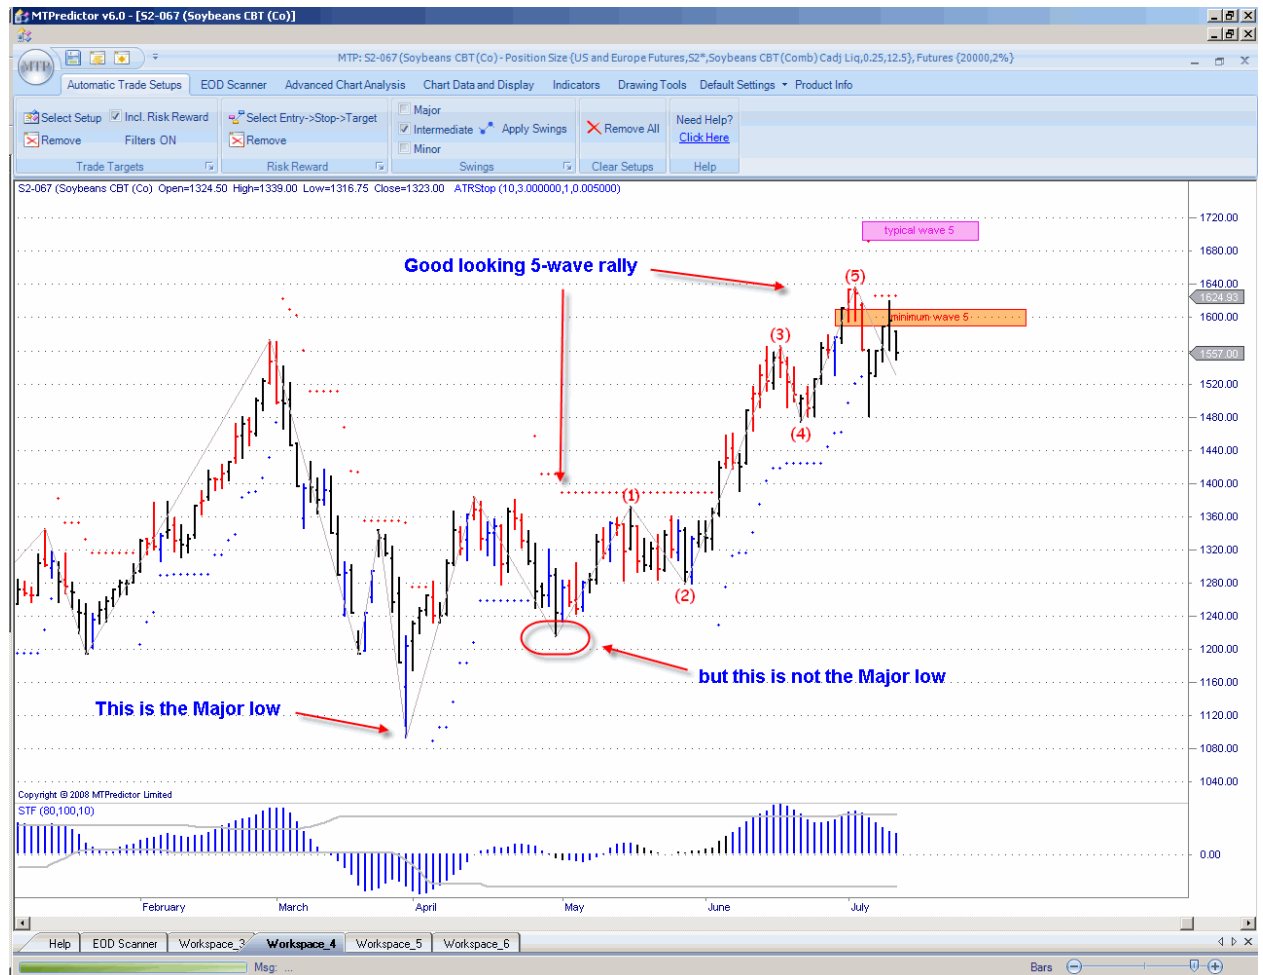 MTPredictor v6.0 - [S2-067 (Soybeans CBT (Co)]
MTP
MTP: S2-067 (Soybeans CBT (Co) - Position Size {US and Europe Futures,S2*,Soybeans CBT(Comb) Cadj Liq,0.25,12.5}, Futures {20000,2%}
Automatic Trade Setups EOD Scanner Advanced Chart Analysis Chart Data and Display Indicators Drawing Tools Default Settings Product Info
Select Setup Incl. Risk Reward Select Entry->Stop->Target Major Need Help?
Intermediate Apply Swings Remove All
Remove Filters ON Remove Minor Click Here
Trade Targets Risk Reward Swings Clear Setups Help
S2-067 (Soybeans CBT (Co) Open=1324.50 High=1339.00 Low=1316.75 Close=1323.00 ATRStop (10,3.000000,1,0.005000)
1720.00
typical wave 5
1680.00
Good looking 5-wave rally
(5)
1640.00
1624.93
minimum wave 5
1600.00
(3)
1557.00
1520.00
1480.00
(4)
1440.00
1400.00
(1)
1360.00
1320.00
1280.00
(2)
1240.00
1200.00
but this is not the Major low
1160.00
This is the Major low
1120.00
1080.00
1040.00
Copyright © 2008 MTPredictor Limited
STF (80,100,10)
0.00
February March April May June July
Help EOD Scanner Workspace_3 Workspace_4 Workspace_5 Workspace_6
Msg: ... Bars